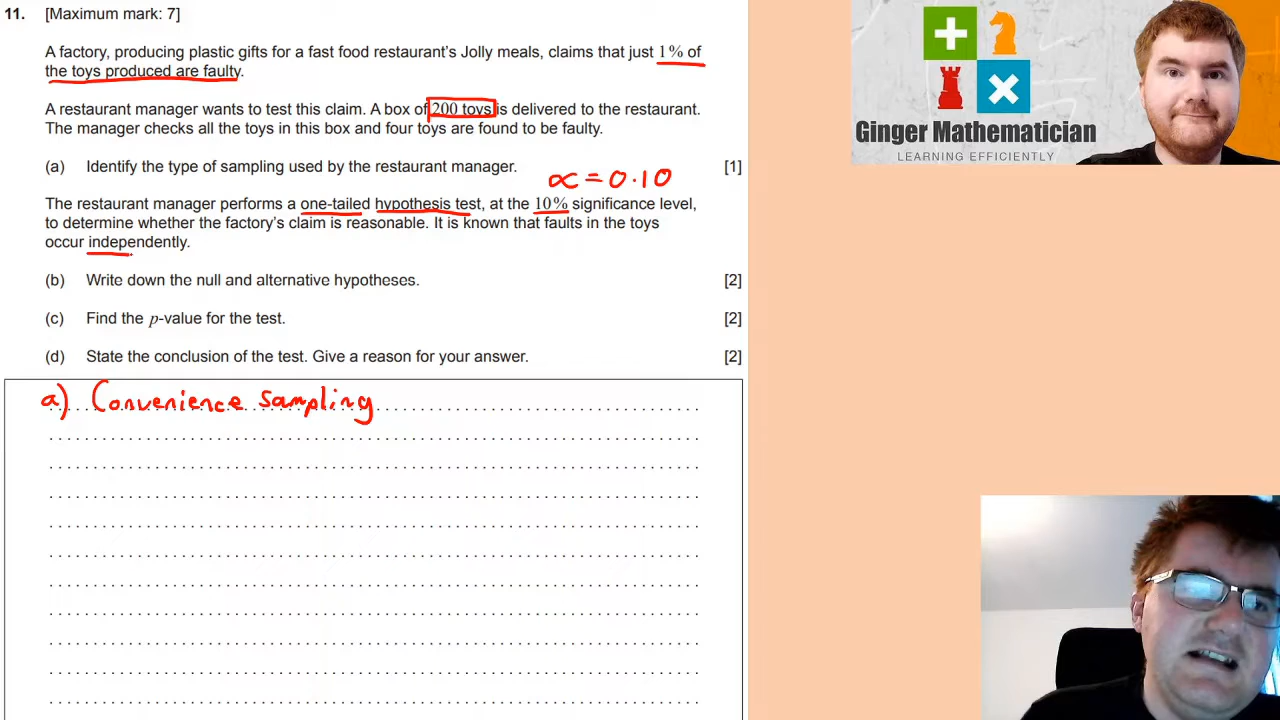 11. [Maximum mark: 7]
A factory, producing plastic gifts for a fast food restaurant's Jolly meals, claims that just 1% of
the toys produced are faulty.
A restaurant manager wants to test this claim. A box of 200 toys is delivered to the restaurant.
The manager checks all the toys in this box and four toys are found to be faulty.
(a) Identify the type of sampling used by the restaurant manager. [1]
α = 0.10
The restaurant manager performs a one-tailed hypothesis test, at the 10% significance level,
to determine whether the factory's claim is reasonable. It is known that faults in the toys
occur independently.
(b) Write down the null and alternative hypotheses. [2]
(c) Find the p-value for the test. [2]
(d) State the conclusion of the test. Give a reason for your answer. [2]
a) Convenience sampling
Ginger Mathematician
LEARNING EFFICIENTLY